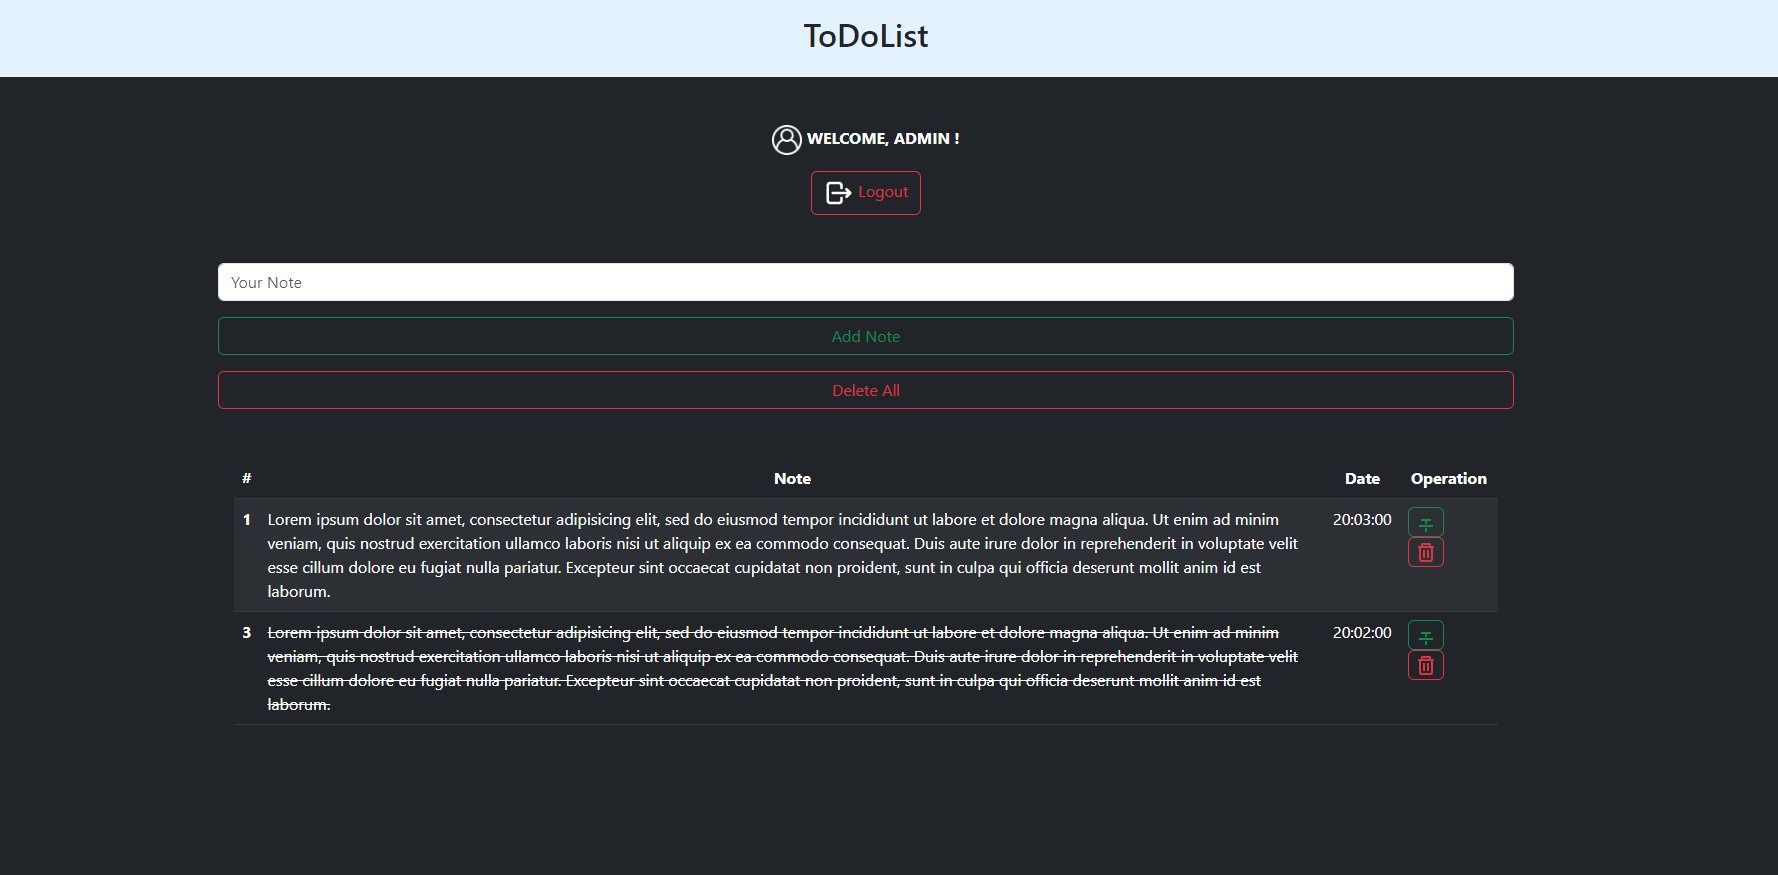 ToDoList
WELCOME, ADMIN !
Logout
Your Note
Add Note
Delete All
# Note Date Operation
1 Lorem ipsum dolor sit amet, consectetur adipisicing elit, sed do eiusmod tempor incididunt ut labore et dolore magna aliqua. Ut enim ad minim 20:03:00
veniam, quis nostrud exercitation ullamco laboris nisi ut aliquip ex ea commodo consequat. Duis aute irure dolor in reprehenderit in voluptate velit
esse cillum dolore eu fugiat nulla pariatur. Excepteur sint occaecat cupidatat non proident, sunt in culpa qui officia deserunt mollit anim id est
laborum.
3 Lorem ipsum dolor sit amet, consectetur adipisicing elit, sed do eiusmod tempor incididunt ut labore et dolore magna aliqua. Ut enim ad minim 20:02:00
veniam, quis nostrud exercitation ullamco laboris nisi ut aliquip ex ea commodo consequat. Duis aute irure dolor in reprehenderit in voluptate velit
esse cillum dolore eu fugiat nulla pariatur. Excepteur sint occaecat cupidatat non proident, sunt in culpa qui officia deserunt mollit anim id est
laborum.